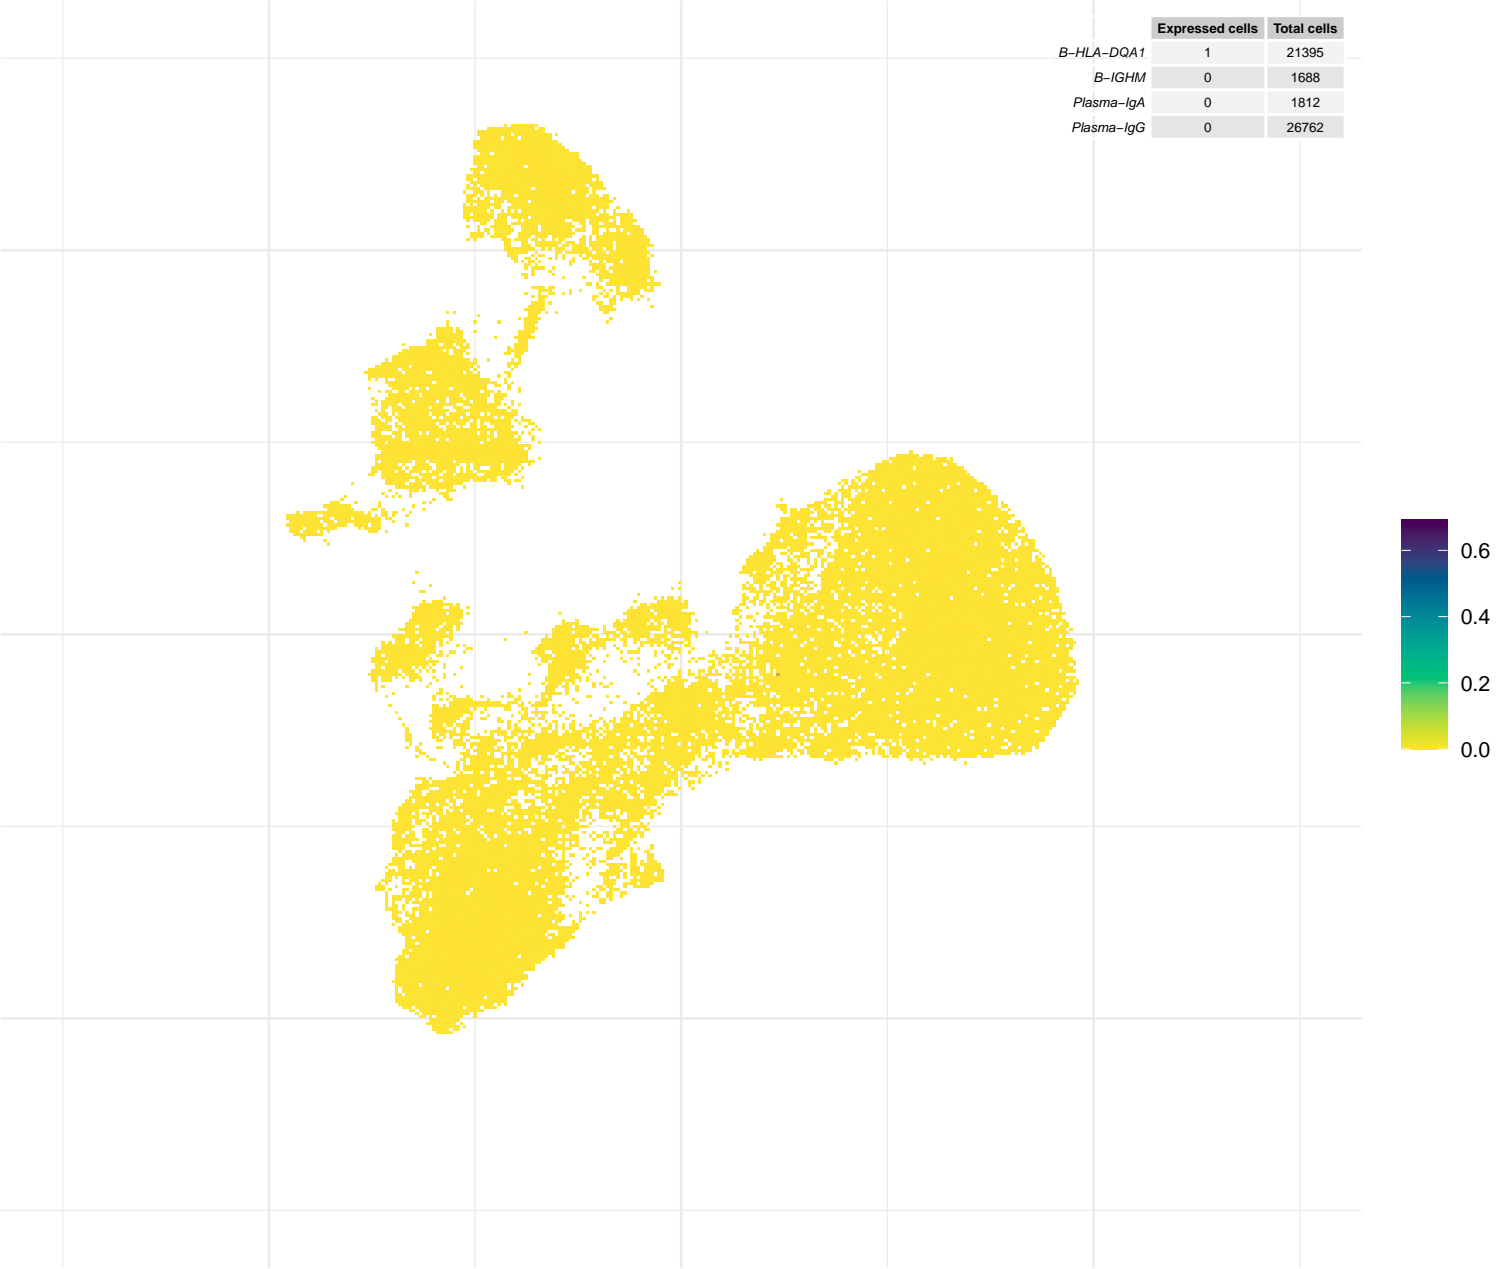 Expressed cells Total cells
B−HLA−DQA1 1 21395
B−IGHM 0 1688
Plasma−IgA 0 1812
Plasma−IgG 0 26762
0.6
0.4
0.2
0.0